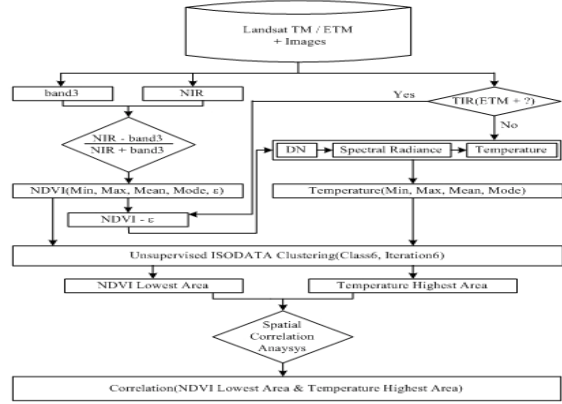 Landsat TM / ETM
+ Images
band3
NIR
Yes
TIR(ETM + ?)
No
NIR - band3
NIR + band3
DN
Spectral Radiance
Temperature
NDVI(Min, Max, Mean, Mode, ε)
Temperature(Min, Max, Mean, Mode)
NDVI - ε
Unsupervised ISODATA Clustering(Class6, Iteration6)
NDVI Lowest Area
Temperature Highest Area
Spatial
Correlation
Anaysys
Correlation(NDVI Lowest Area & Temperature Highest Area)